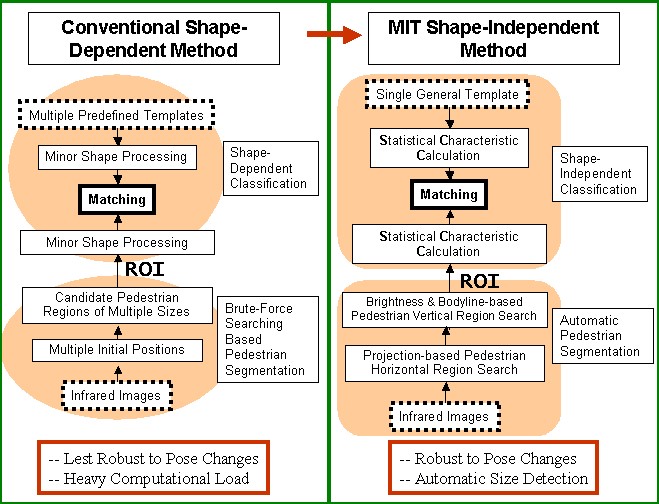 Conventional Shape-
Dependent Method
Multiple Predefined Templates
Minor Shape Processing
Shape-
Dependent
Classification
Matching
Minor Shape Processing
ROI
Candidate Pedestrian
Regions of Multiple Sizes
Brute-Force
Searching
Based
Pedestrian
Segmentation
Multiple Initial Positions
Infrared Images
-- Lest Robust to Pose Changes
-- Heavy Computational Load
MIT Shape-Independent
Method
Single General Template
Statistical Characteristic
Calculation
Shape-
Independent
Classification
Matching
Statistical Characteristic
Calculation
ROI
Brightness & Bodyline-based
Pedestrian Vertical Region Search
Automatic
Pedestrian
Segmentation
Projection-based Pedestrian
Horizontal Region Search
Infrared Images
-- Robust to Pose Changes
-- Automatic Size Detection